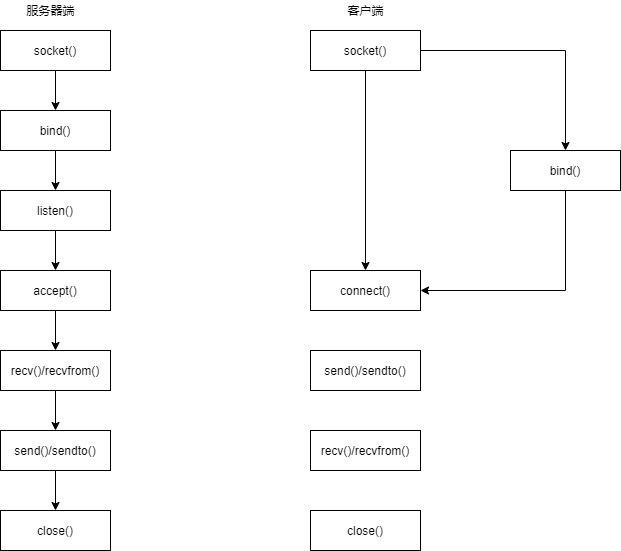 服务器端
socket()
bind()
listen()
accept()
recv()/recvfrom()
send()/sendto()
close()
客户端
socket()
bind()
connect()
send()/sendto()
recv()/recvfrom()
close()